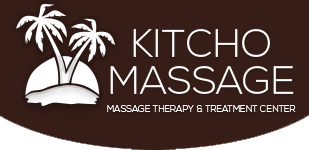 KITCHO
MASSAGE
MASSAGE THERAPY & TREATMENT CENTER